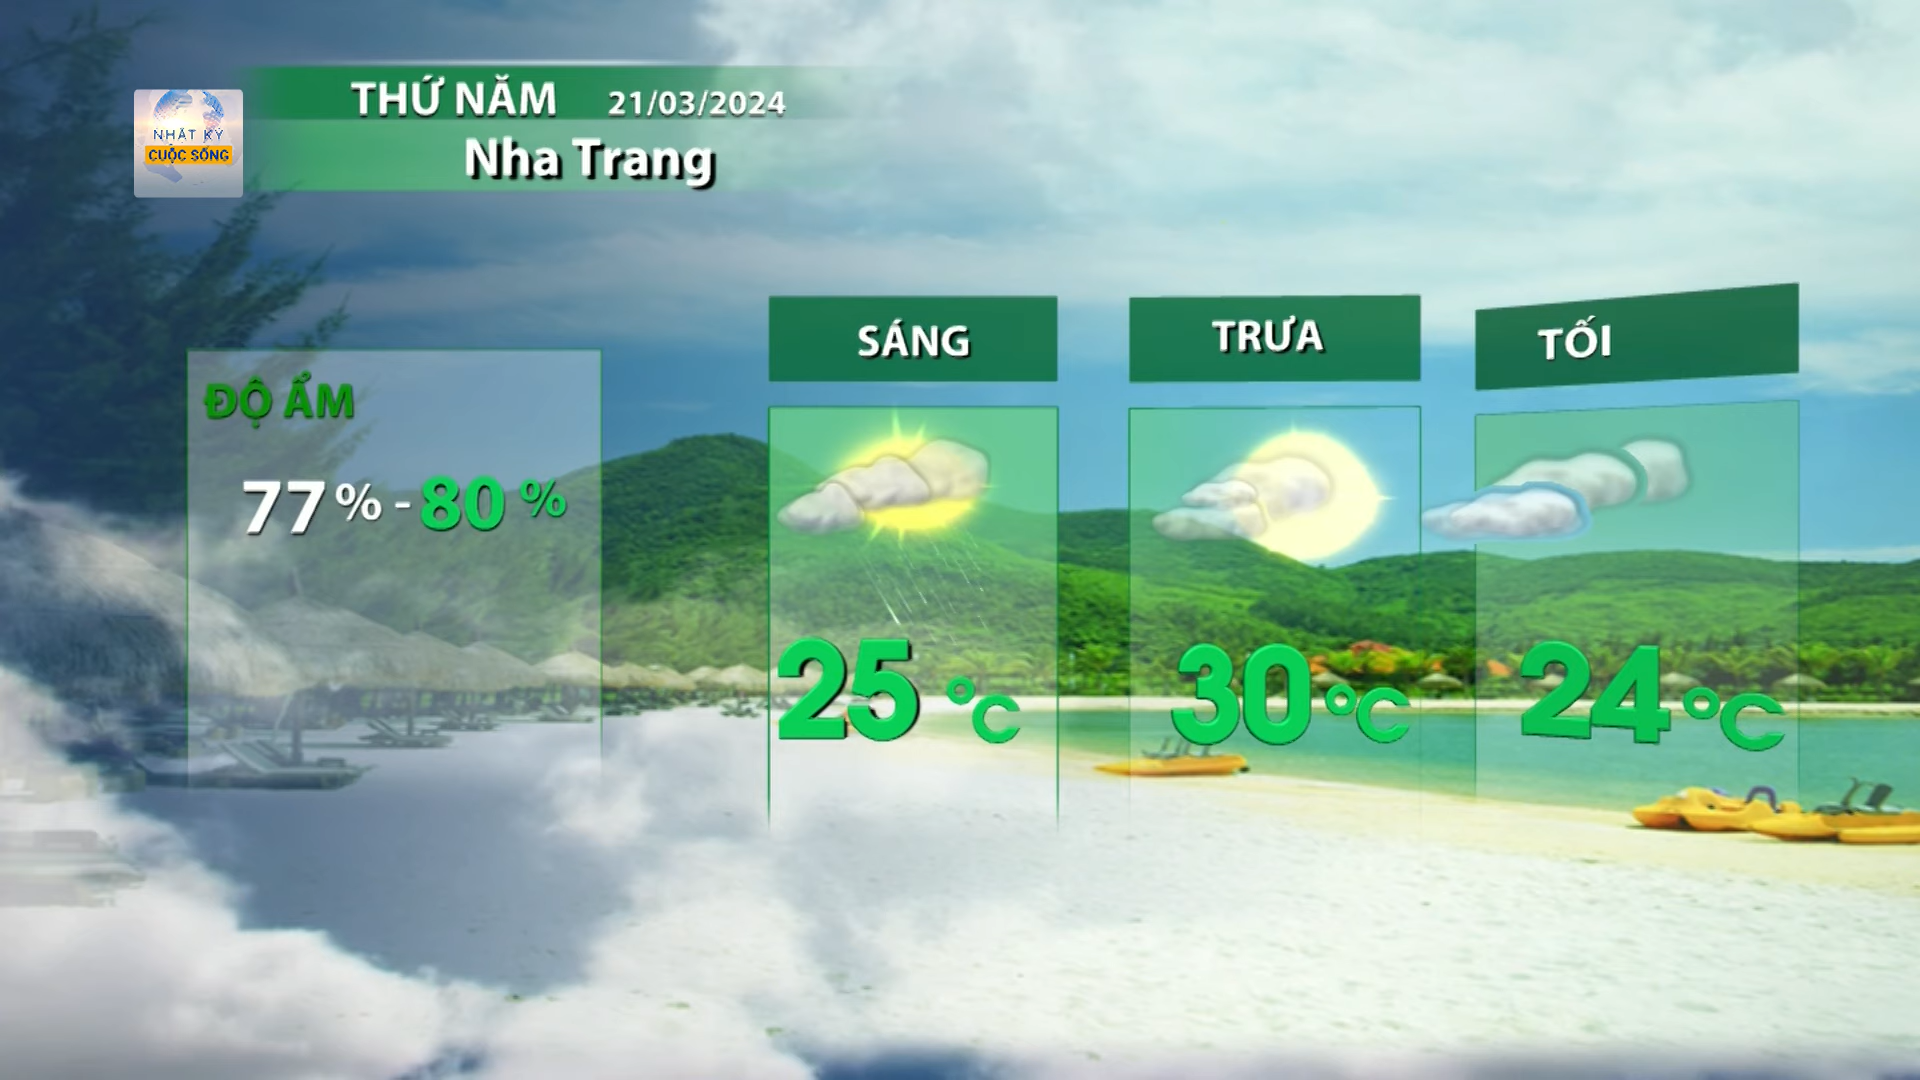 THỨ NĂM 21/03/2024
Nha Trang
NHẬT KÝ
CUỘC SỐNG
ĐỘ ẨM
77% - 80%
SÁNG
25°C
TRƯA
30°C
TỐI
24°C